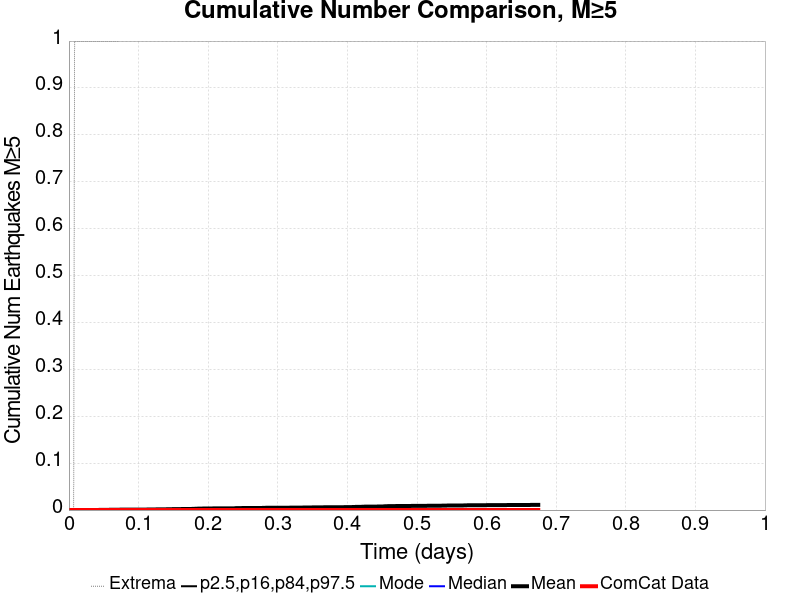 Cumulative Number Comparison, M≥5
Cumulative Num Earthquakes M≥5
1
0.9
0.8
0.7
0.6
0.5
0.4
0.3
0.2
0.1
0
0 0.1 0.2 0.3 0.4 0.5 0.6 0.7 0.8 0.9 1
Time (days)
Extrema p2.5,p16,p84,p97.5 Mode Median Mean ComCat Data